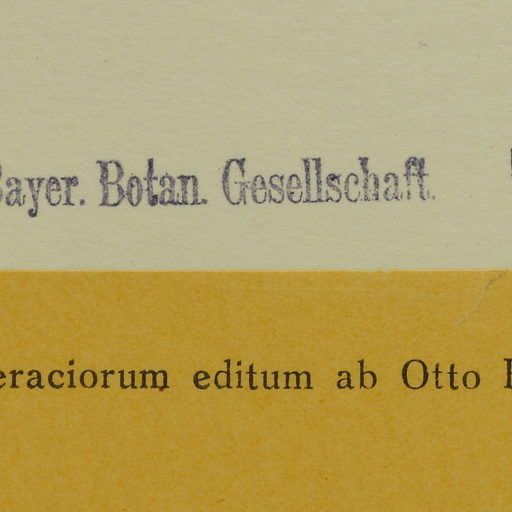 Bayer. Botan. Gesellschaft.
eraciorum editum ab Otto